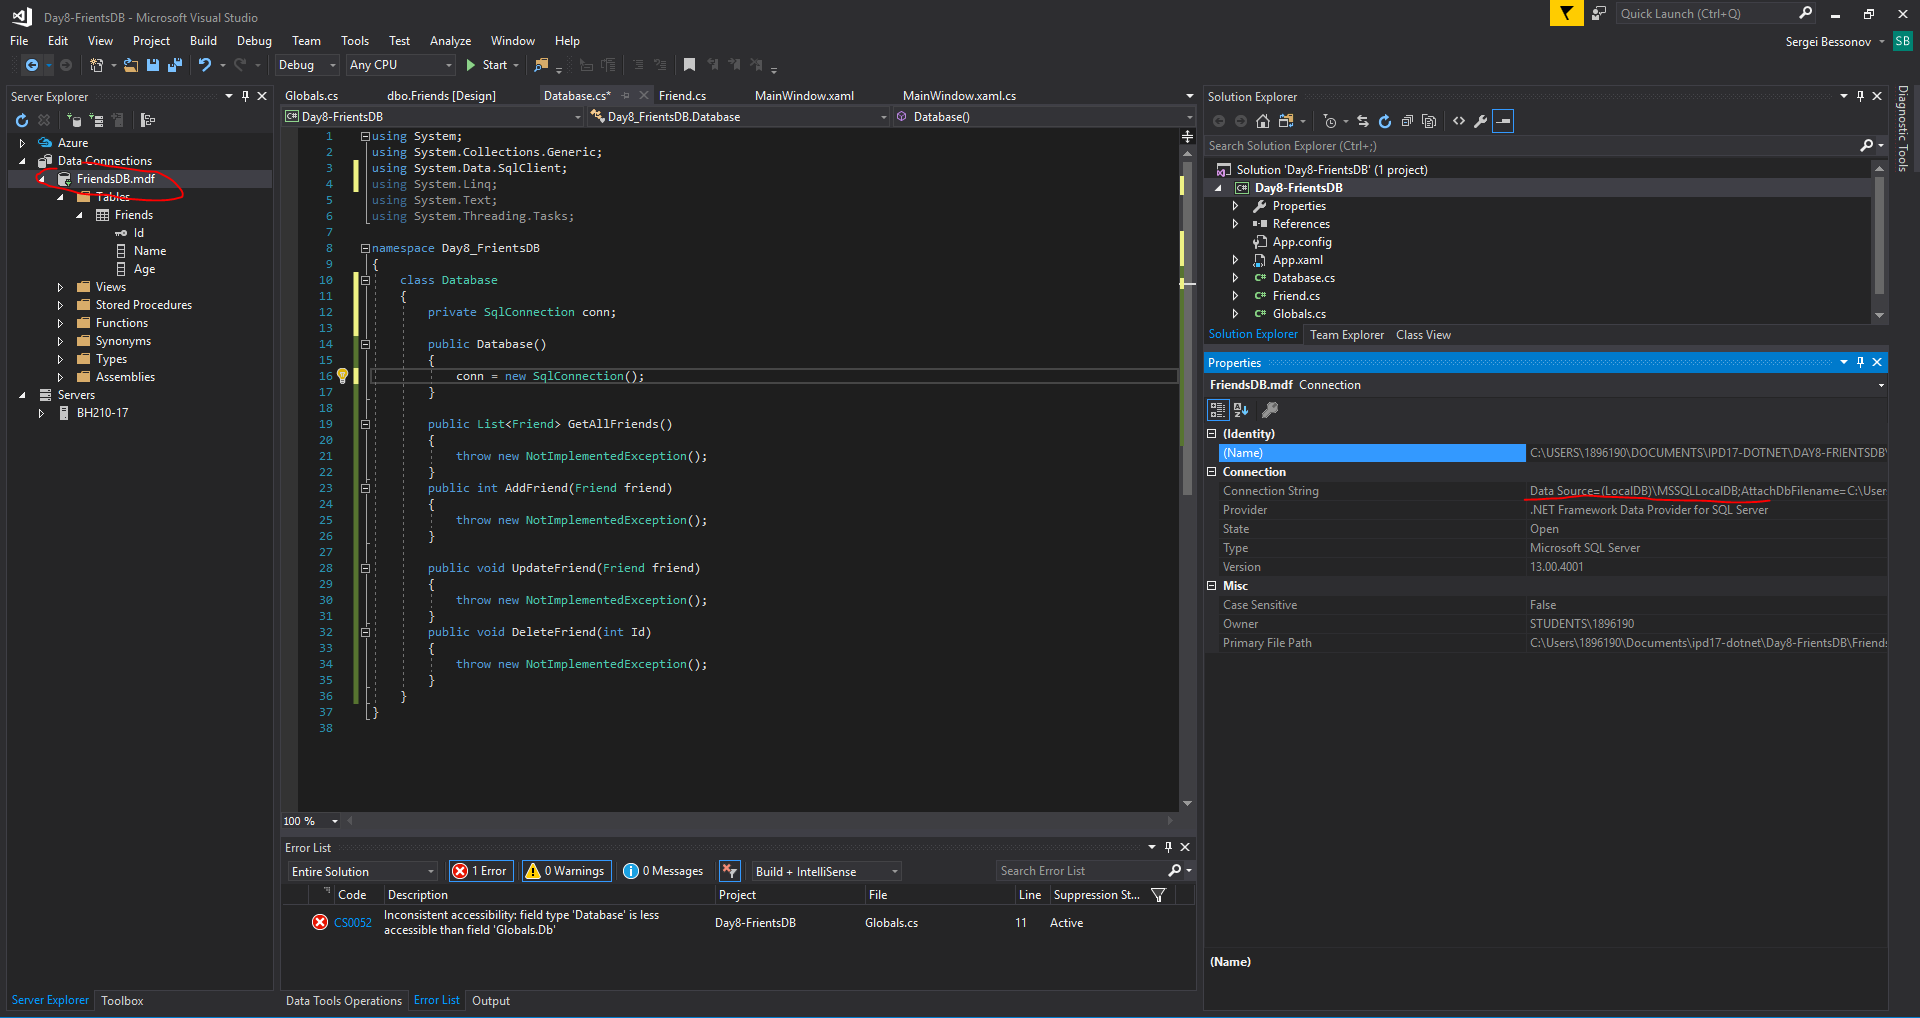 Day8-FrientsDB - Microsoft Visual Studio
Quick Launch (Ctrl+Q)
File Edit View Project Build Debug Team Tools Test Analyze Window Help
Sergei Bessonov SB
Debug Any CPU Start
Server Explorer
Azure
Data Connections
FriendsDB.mdf
Tables
Friends
Id
Name
Age
Views
Stored Procedures
Functions
Synonyms
Types
Assemblies
Servers
BH210-17
Server Explorer Toolbox
Globals.cs dbo.Friends [Design] Database.cs* Friend.cs MainWindow.xaml MainWindow.xaml.cs
C# Day8-FrientsDB Day8_FrientsDB.Database Database()
1 using System;
2 using System.Collections.Generic;
3 using System.Data.SqlClient;
4 using System.Linq;
5 using System.Text;
6 using System.Threading.Tasks;
7
8 namespace Day8_FrientsDB
9 {
10 class Database
11 {
12 private SqlConnection conn;
13
14 public Database()
15 {
16 conn = new SqlConnection();
17 }
18
19 public List<Friend> GetAllFriends()
20 {
21 throw new NotImplementedException();
22 }
23 public int AddFriend(Friend friend)
24 {
25 throw new NotImplementedException();
26 }
27
28 public void UpdateFriend(Friend friend)
29 {
30 throw new NotImplementedException();
31 }
32 public void DeleteFriend(int Id)
33 {
34 throw new NotImplementedException();
35 }
36 }
37 }
38
100 %
Error List
Entire Solution 1 Error 0 Warnings 0 Messages Build + IntelliSense Search Error List
Code Description Project File Line Suppression St...
CS0052 Inconsistent accessibility: field type 'Database' is less
accessible than field 'Globals.Db' Day8-FrientsDB Globals.cs 11 Active
Data Tools Operations Error List Output
Solution Explorer
Search Solution Explorer (Ctrl+;)
Solution 'Day8-FrientsDB' (1 project)
C# Day8-FrientsDB
Properties
References
App.config
App.xaml
C# Database.cs
C# Friend.cs
C# Globals.cs
Solution Explorer Team Explorer Class View
Properties
FriendsDB.mdf Connection
(Identity)
(Name) C:\USERS\1896190\DOCUMENTS\IPD17-DOTNET\DAY8-FRIENTSDB\
Connection
Connection String Data Source=(LocalDB)\MSSQLLocalDB;AttachDbFilename=C:\User
Provider .NET Framework Data Provider for SQL Server
State Open
Type Microsoft SQL Server
Version 13.00.4001
Misc
Case Sensitive False
Owner STUDENTS\1896190
Primary File Path C:\Users\1896190\Documents\ipd17-dotnet\Day8-FrientsDB\Friends
(Name)
Diagnostic Tools